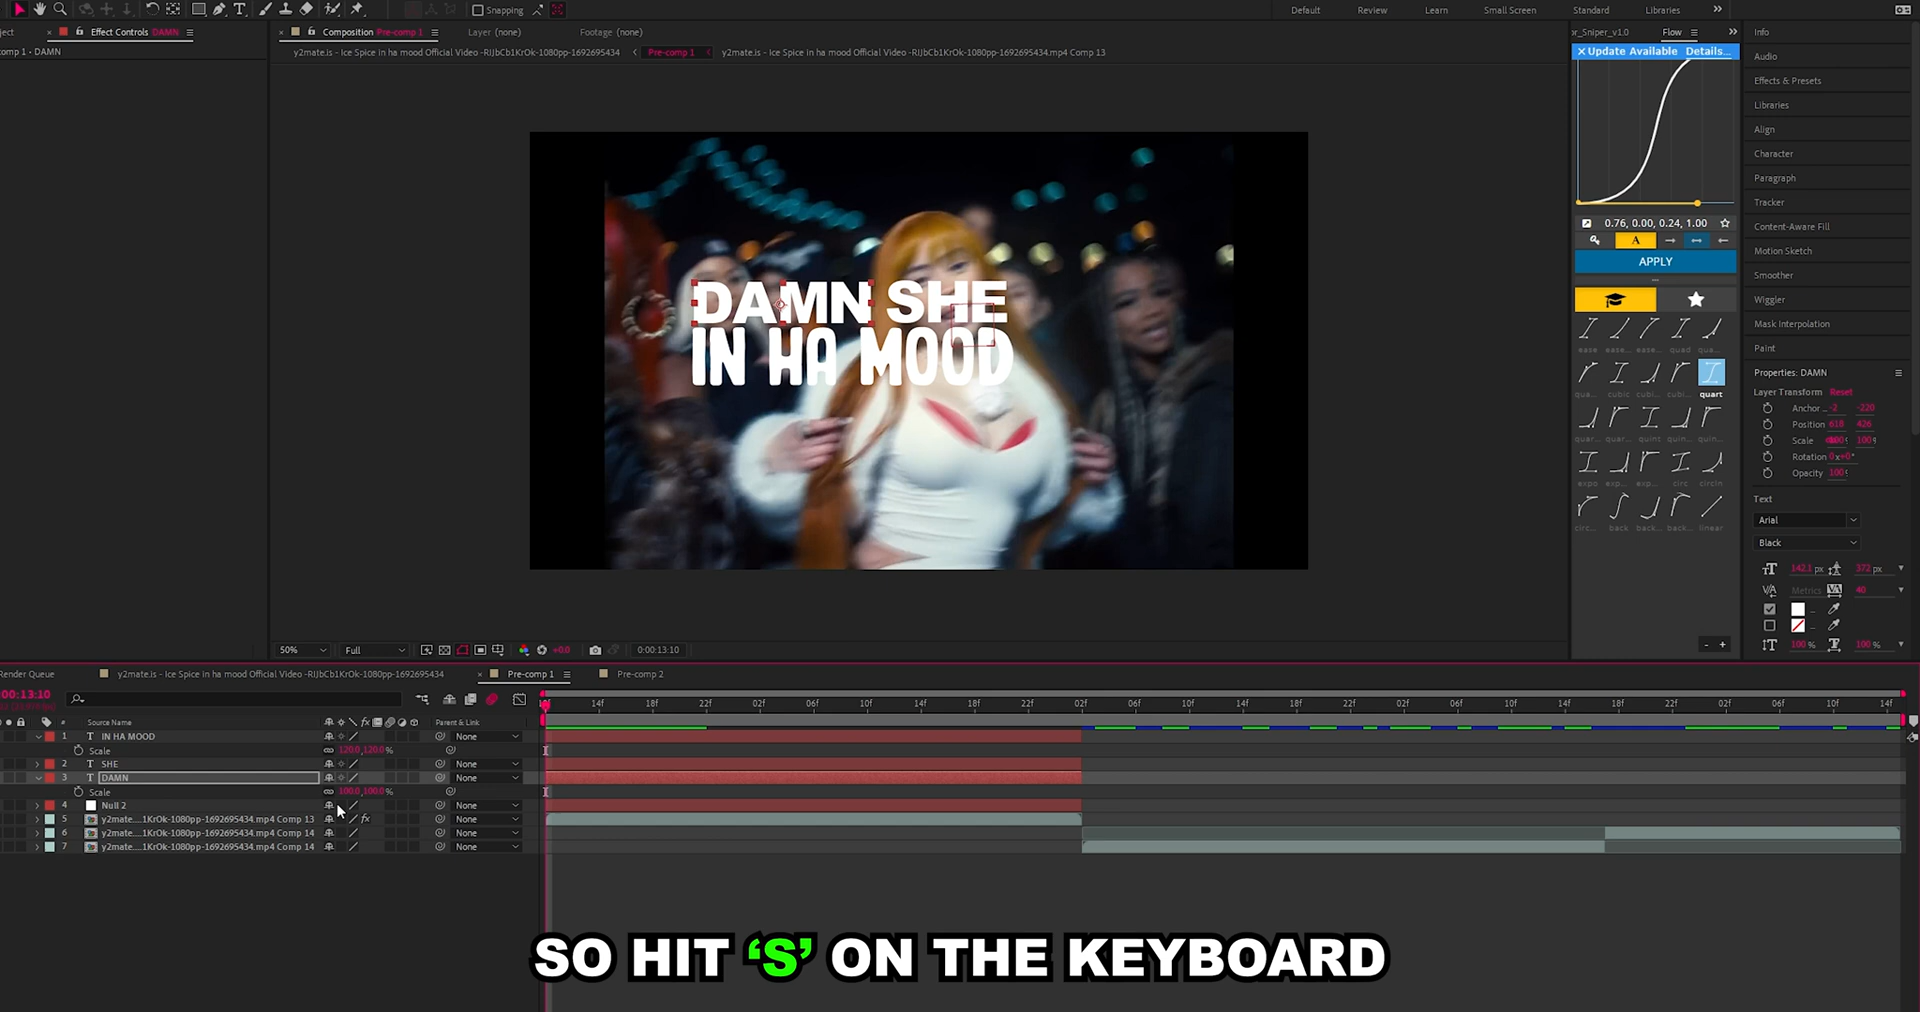 Snapping
Default
Review
Learn
Small Screen
Standard
Libraries
Effect Controls DAMN
Composition Pre-comp 1
Layer (none)
Footage (none)
omp 1 • DAMN
y2mate.is - Ice Spice in ha mood Official Video -RIJbCb1KrOk-1080pp-1692695434
Pre-comp 1
y2mate.is - Ice Spice in ha mood Official Video -RIJbCb1KrOk-1080pp-1692695434.mp4 Comp 13
or_Sniper_v1.0
Flow
Update Available Details...
0.76, 0.00, 0.24, 1.00
A
APPLY
ease
ease...
ease...
quad
qua...
qua...
cubic
cubi...
cubi...
quart
quar...
quar...
quint
quin...
quin...
expo
exp...
exp...
circ
circin
circ...
back
back...
back...
linear
Info
Audio
Effects & Presets
Libraries
Align
Character
Paragraph
Tracker
Content-Aware Fill
Motion Sketch
Smoother
Wiggler
Mask Interpolation
Paint
Properties: DAMN
Layer Transform Reset
Anchor... -2 -220
Position 618 426
Scale 100% 100%
Rotation 0x+0°
Opacity 100%
Text
Arial
Black
142.1 px 372 px
Metrics 40
100 % 100 %
DAMN SHE
IN HA MOOD
50%
Full
+0.0
0:00:13:10
Render Queue
y2mate.is - Ice Spice in ha mood Official Video -RIJbCb1KrOk-1080pp-1692695434
Pre-comp 1
Pre-comp 2
0:00:13:10
14f 18f 22f 02f 06f 10f 14f 18f 22f 02f 06f 10f 14f 18f 22f 02f 06f 10f 14f 18f 22f 02f 06f 10f 14f
# Source Name Parent & Link
1 T IN HA MOOD None
Scale 120.0,120.0%
2 T SHE None
3 T DAMN None
Scale 100.0,100.0%
4 Null 2 None
5 y2mate....1KrOk-1080pp-1692695434.mp4 Comp 13 fx None
6 y2mate....1KrOk-1080pp-1692695434.mp4 Comp 14 None
7 y2mate....1KrOk-1080pp-1692695434.mp4 Comp 14 None
SO HIT ‘S’ ON THE KEYBOARD